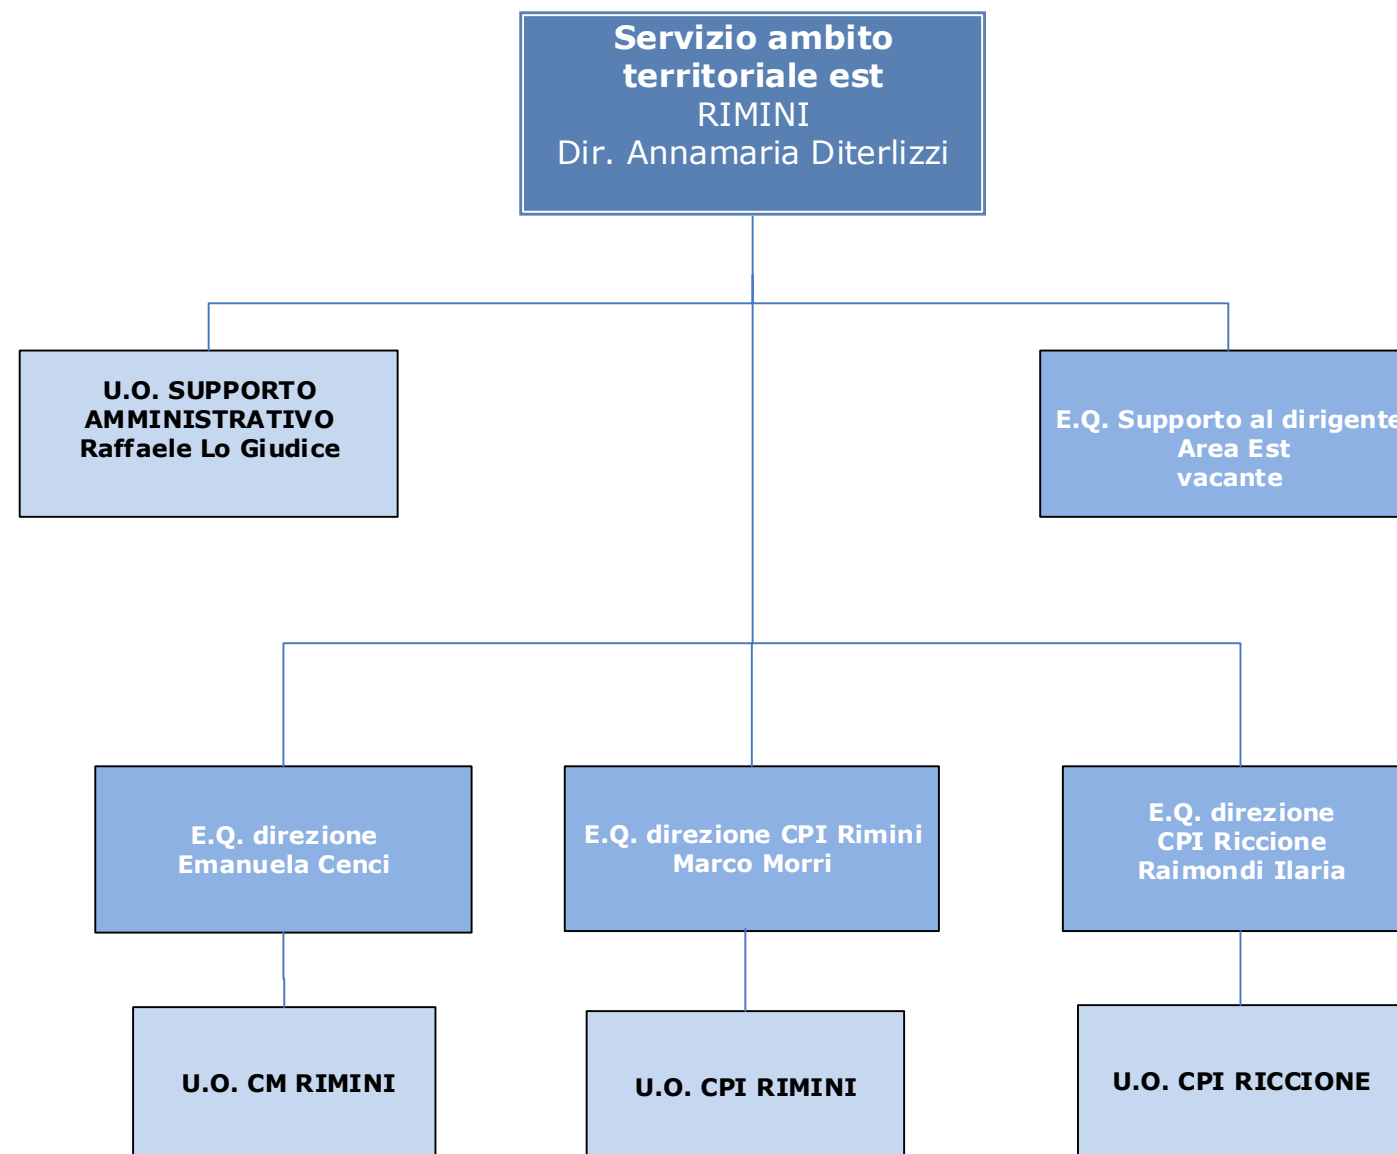 Servizio ambito
territoriale est
RIMINI
Dir. Annamaria Diterlizzi
U.O. SUPPORTO
AMMINISTRATIVO
Raffaele Lo Giudice
E.Q. Supporto al dirigente
Area Est
vacante
E.Q. direzione
Emanuela Cenci
E.Q. direzione CPI Rimini
Marco Morri
E.Q. direzione
CPI Riccione
Raimondi Ilaria
U.O. CM RIMINI
U.O. CPI RIMINI
U.O. CPI RICCIONE